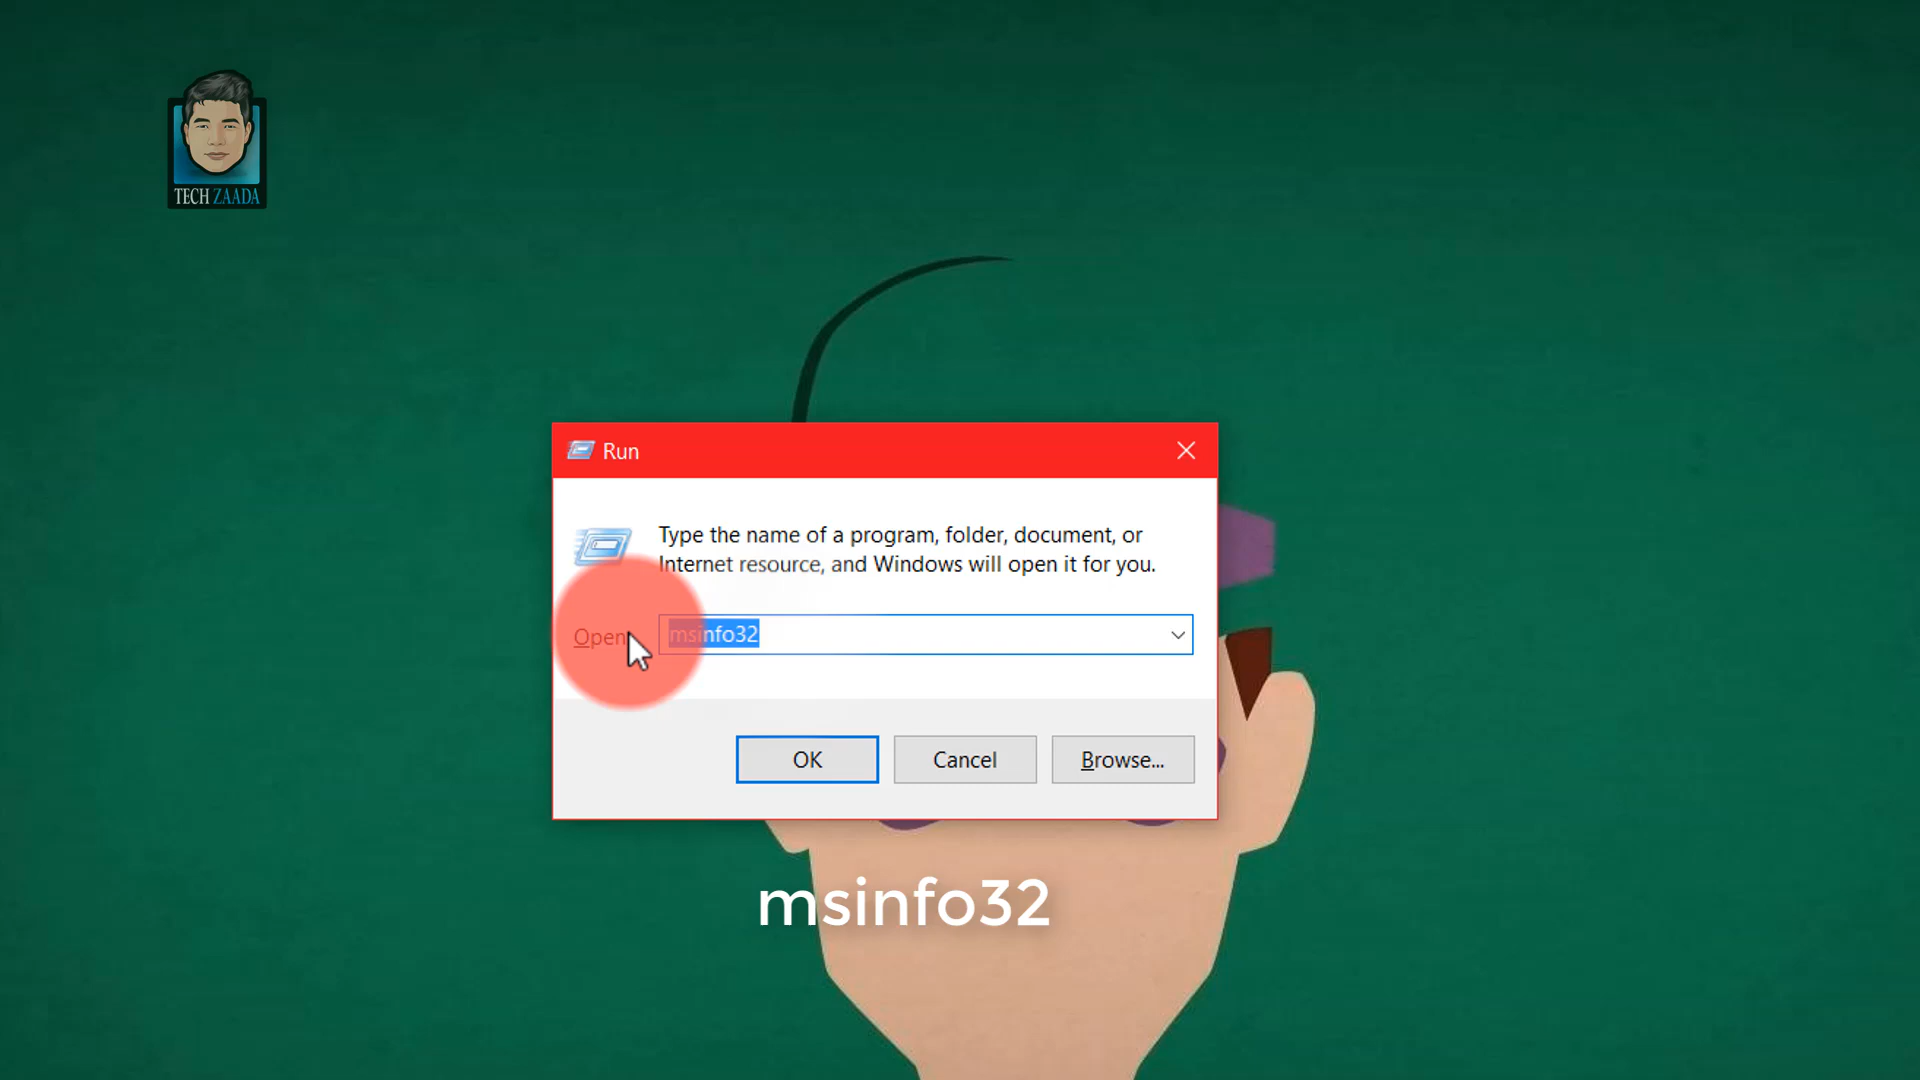 TECH ZAADA
Run
Type the name of a program, folder, document, or
Internet resource, and Windows will open it for you.
Open
msinfo32
OK
Cancel
Browse...
msinfo32